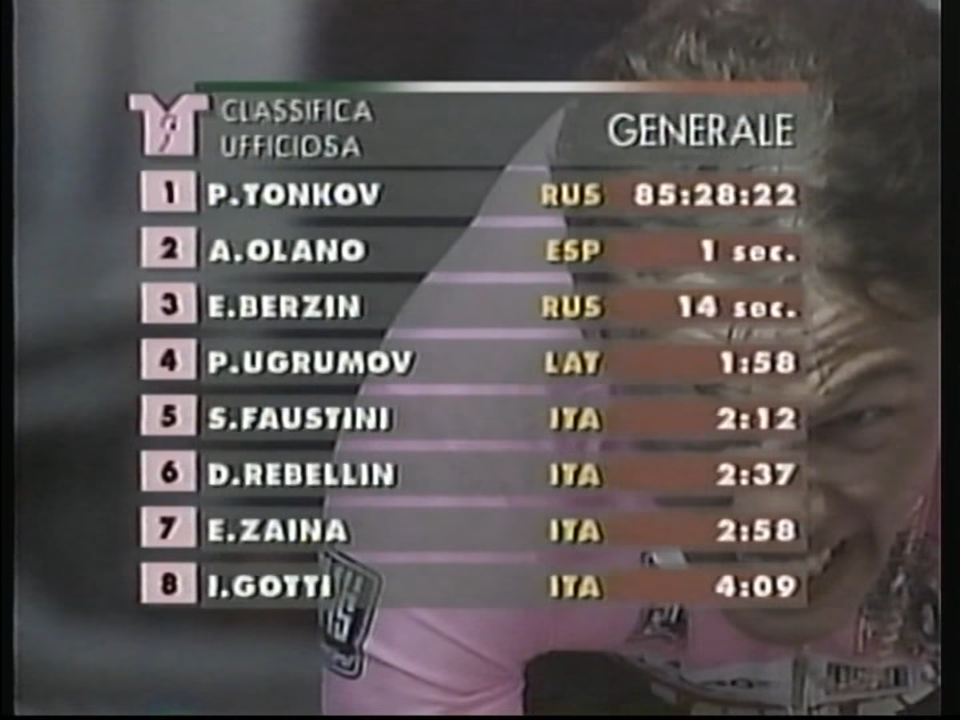 CLASSIFICA
UFFICIOSA
GENERALE
1 P.TONKOV RUS 85:28:22
2 A.OLANO ESP 1 sec.
3 E.BERZIN RUS 14 sec.
4 P.UGRUMOV LAT 1:58
5 S.FAUSTINI ITA 2:12
6 D.REBELLIN ITA 2:37
7 E.ZAINA ITA 2:58
8 I.GOTTI ITA 4:09